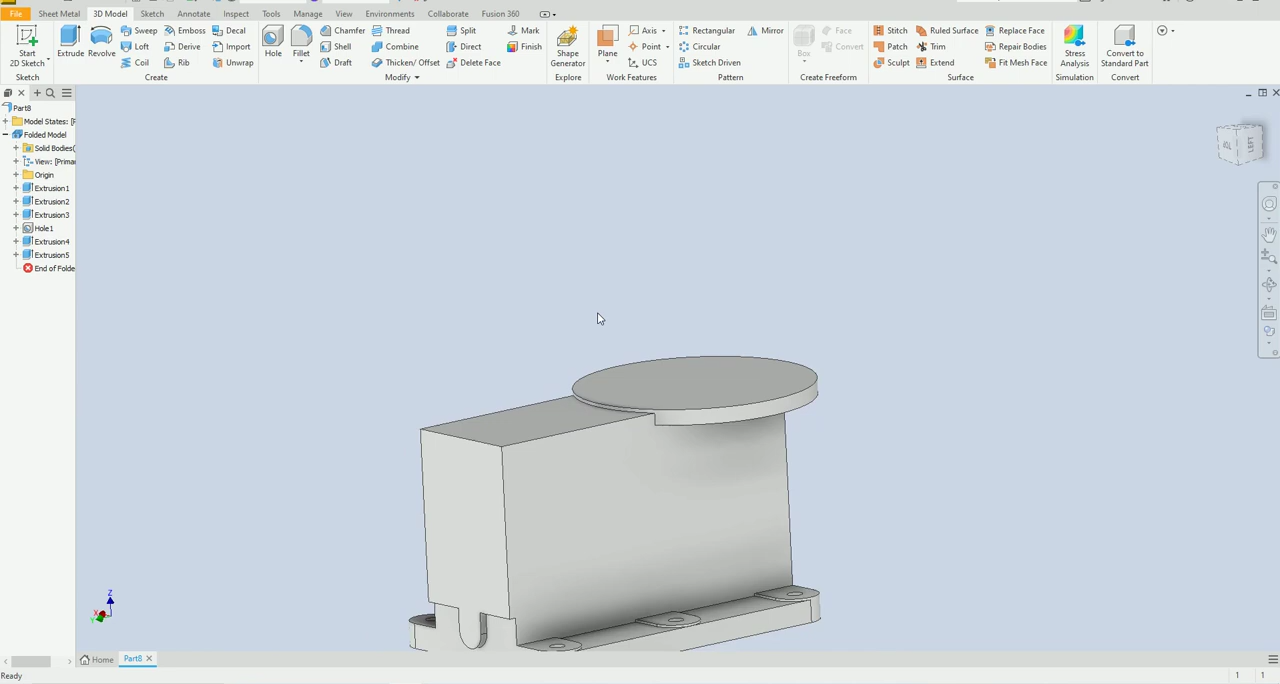 File Sheet Metal 3D Model Sketch Annotate Inspect Tools Manage View Environments Collaborate Fusion 360
Start
2D Sketch
Extrude
Revolve
Sweep Emboss Decal
Loft Derive Import
Coil Rib Unwrap
Hole
Fillet
Chamfer Thread Split Mark
Shell Combine Direct Finish
Draft Thicken/ Offset Delete Face
Shape
Generator
Plane
Axis
Point
UCS
Rectangular Mirror
Circular
Sketch Driven
Box
Face
Convert
Stitch Ruled Surface Replace Face
Patch Trim Repair Bodies
Sculpt Extend Fit Mesh Face
Stress
Analysis
Convert to
Standard Part
Sketch Create Modify Explore Work Features Pattern Create Freeform Surface Simulation Convert
Part8
Model States: [
Folded Model
Solid Bodies(
View: [Prima
Origin
Extrusion1
Extrusion2
Extrusion3
Hole1
Extrusion4
Extrusion5
End of Folde
LEFT
Z
X
Y
Home Part8
Ready 1 1